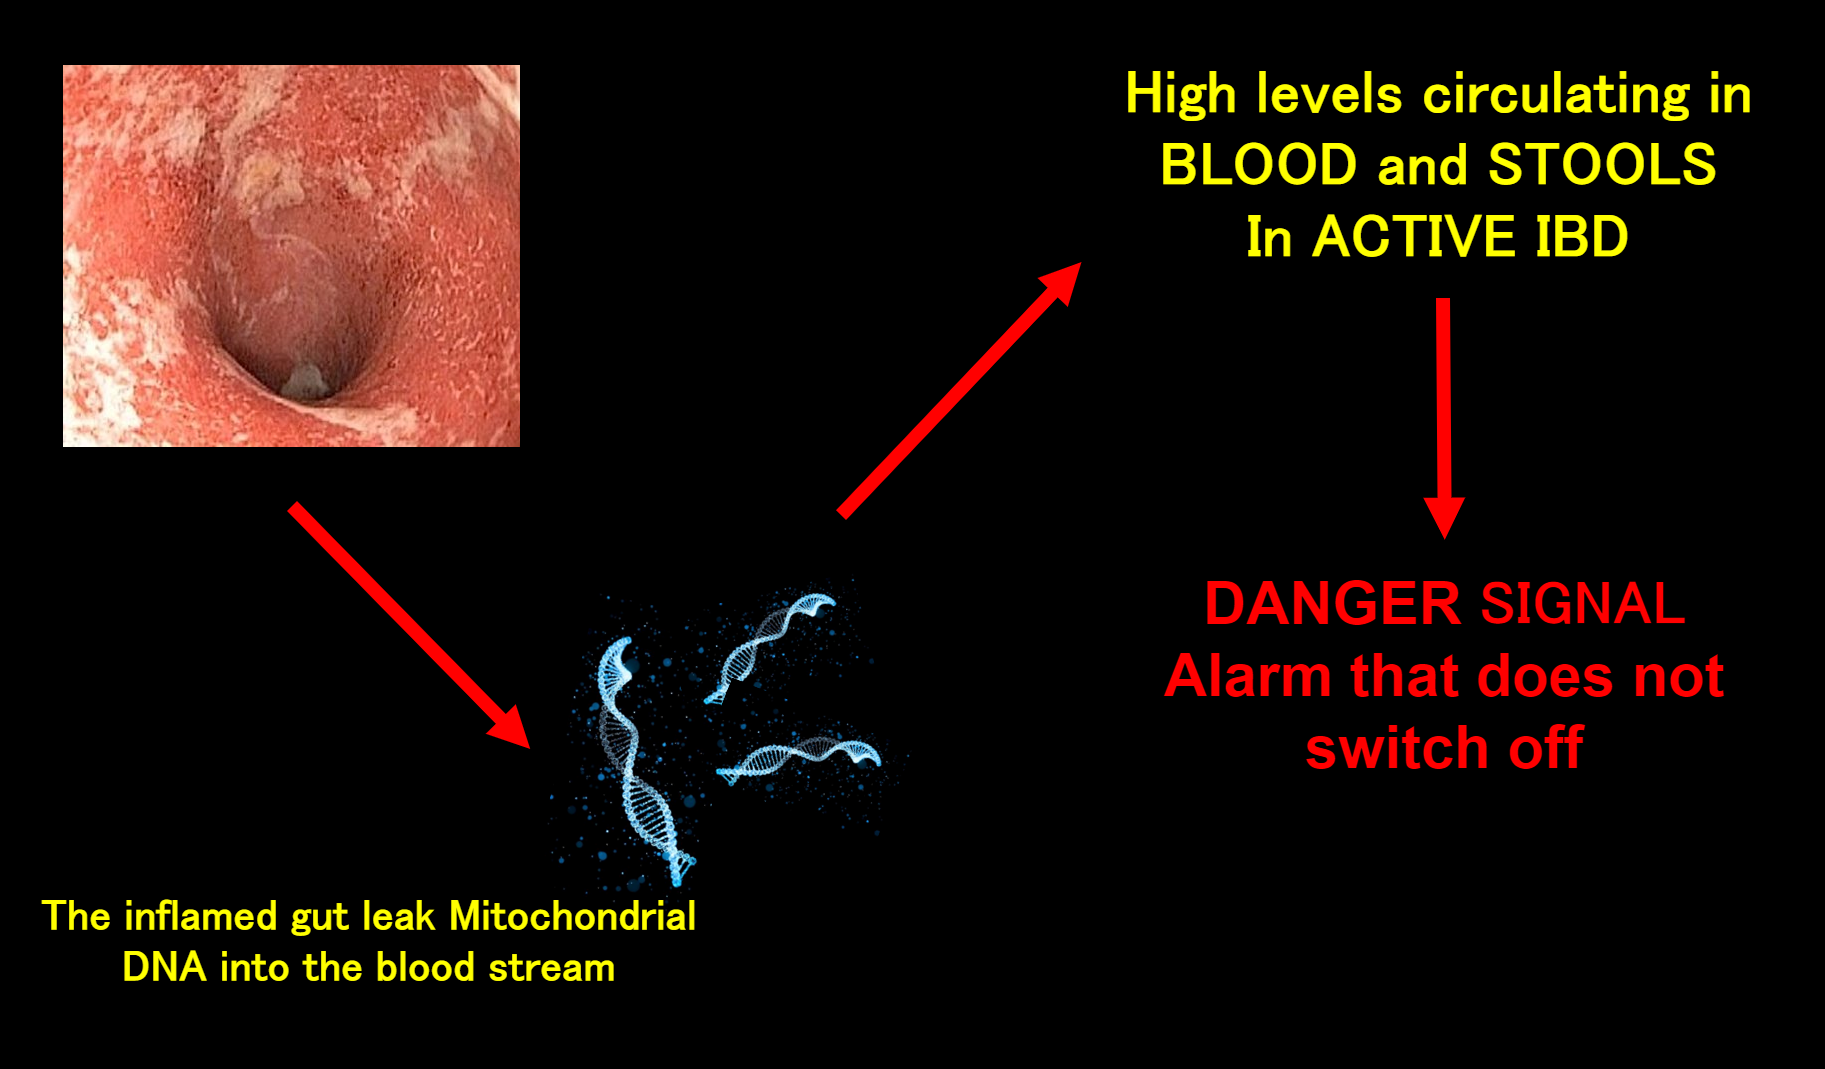 High levels circulating in
BLOOD and STOOLS
In ACTIVE IBD
DANGER SIGNAL
Alarm that does not
switch off
The inflamed gut leak Mitochondrial
DNA into the blood stream